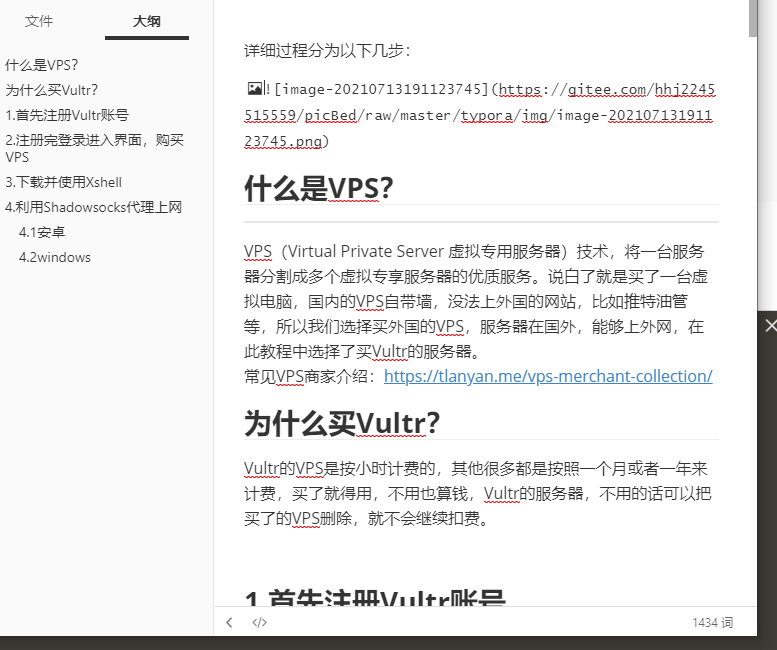 文件
大纲
什么是VPS?
为什么买Vultr?
1.首先注册Vultr账号
2.注册完登录进入界面，购买
VPS
3.下载并使用Xshell
4.利用Shadowsocks代理上网
4.1安卓
4.2windows
详细过程分为以下几步：
![image-20210713191123745](https://gitee.com/hhj2245
515559/picBed/raw/master/typora/img/image-202107131911
23745.png)
什么是VPS?
VPS（Virtual Private Server 虚拟专用服务器）技术，将一台服务
器分割成多个虚拟专享服务器的优质服务。说白了就是买了一台虚
拟电脑，国内的VPS自带墙，没法上外国的网站，比如推特油管
等，所以我们选择买外国的VPS，服务器在国外，能够上外网，在
此教程中选择了买Vultr的服务器。
常见VPS商家介绍：https://tlanyan.me/vps-merchant-collection/
为什么买Vultr?
Vultr的VPS是按小时计费的，其他很多都是按照一个月或者一年来
计费，买了就得用，不用也算钱，Vultr的服务器，不用的话可以把
买了的VPS删除，就不会继续扣费。
1.首先注册Vultr账号
</>
1434 词